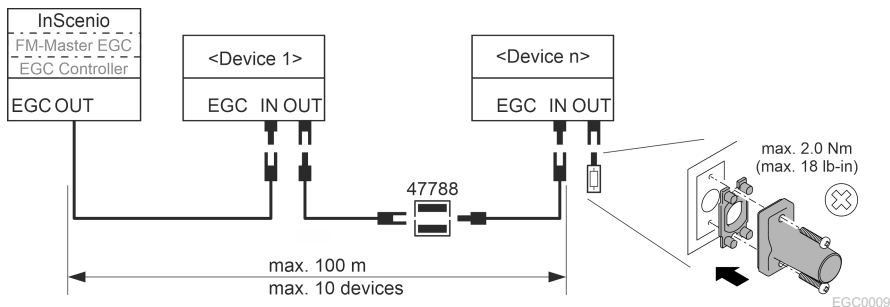 InScenio
FM-Master EGC
EGC Controller
EGC OUT
<Device 1>
EGC IN OUT
<Device n>
EGC IN OUT
47788
max. 100 m
max. 10 devices
max. 2.0 Nm
(max. 18 lb-in)
EGC0009